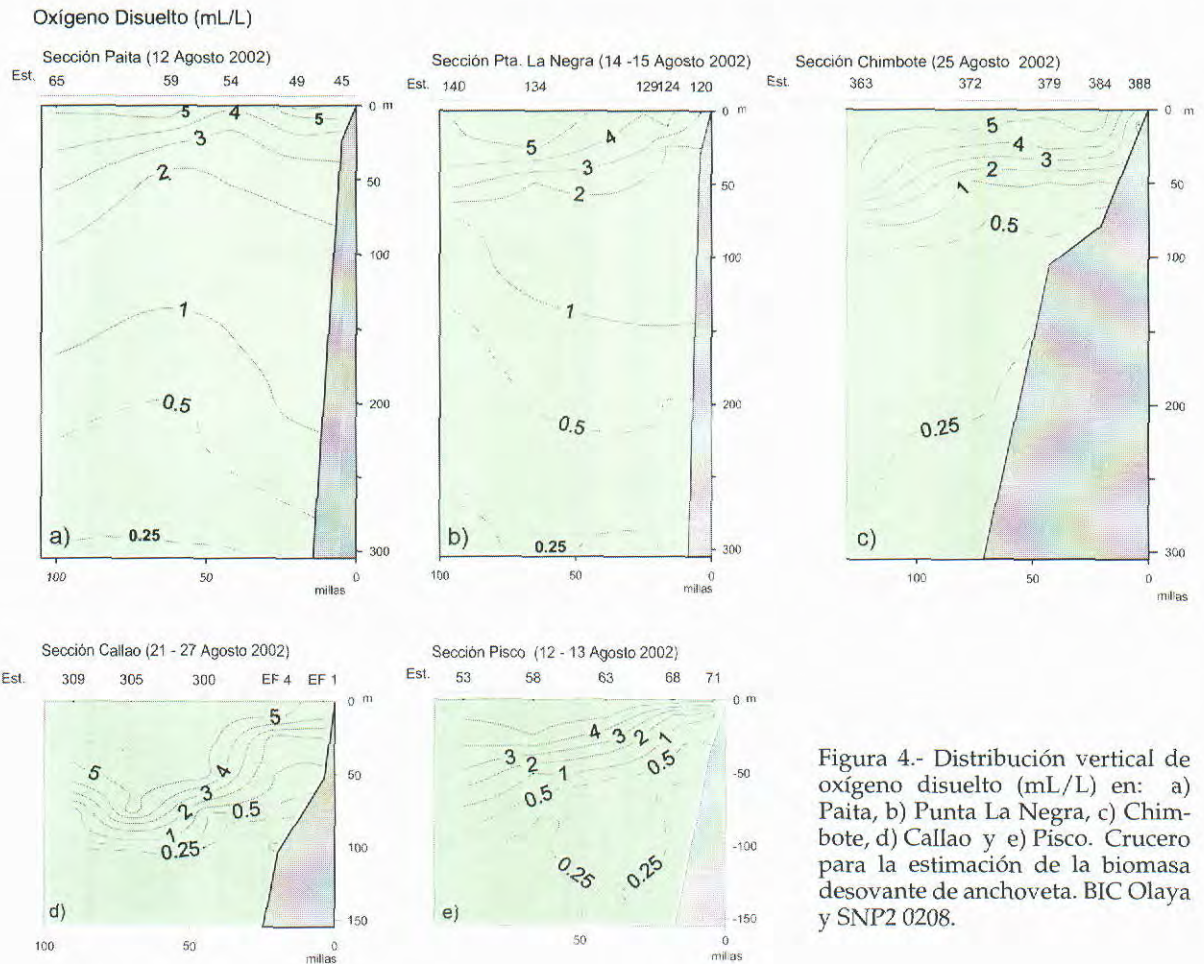 Oxígeno Disuelto (mL/L)
Sección Paita (12 Agosto 2002)
Est. 65 59 54 49 45
0 m
5 4 5
3
2
50
100
1
0.5
200
0.25
a)
300
100 50 0
millas
Sección Pta. La Negra (14 -15 Agosto 2002)
Est. 140 134 129 124 120
0 m
5 4
3
2
50
100
1
0.5
200
0.25
b)
300
100 50 0
millas
Sección Chimbote (25 Agosto 2002)
Est. 363 372 379 384 388
0 m
5
4
3
2
1
50
0.5
100
200
0.25
c)
300
100 50 0
millas
Sección Callao (21 - 27 Agosto 2002)
Est. 309 305 300 EF 4 EF 1
0 m
5
5
4
50
3
2
0.5
1
0.25
100
d)
150
100 50 0
millas
Sección Pisco (12 - 13 Agosto 2002)
Est. 53 58 63 68 71
0 m
4
3 3 2 1
2
1 0.5
-50
0.5
-100
0.25 0.25
e)
-150
50 0
millas
Figura 4.- Distribución vertical de
oxígeno disuelto (mL/L) en: a)
Paita, b) Punta La Negra, c) Chim-
bote, d) Callao y e) Pisco. Crucero
para la estimación de la biomasa
desovante de anchoveta. BIC Olaya
y SNP2 0208.